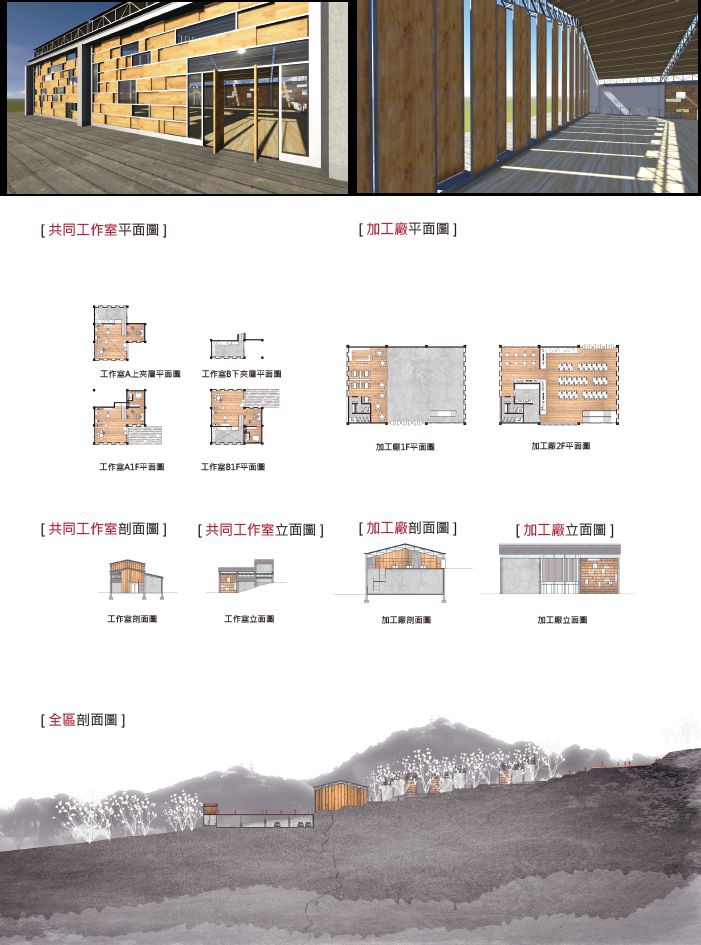 [ 共同工作室平面圖 ]
[ 加工廠平面圖 ]
工作室A上夾層平面圖
工作室B下夾層平面圖
工作室A1F平面圖
工作室B1F平面圖
加工廠1F平面圖
加工廠2F平面圖
[ 共同工作室剖面圖 ]
[ 共同工作室立面圖 ]
[ 加工廠剖面圖 ]
[ 加工廠立面圖 ]
工作室剖面圖
工作室立面圖
加工廠剖面圖
加工廠立面圖
[ 全區剖面圖 ]